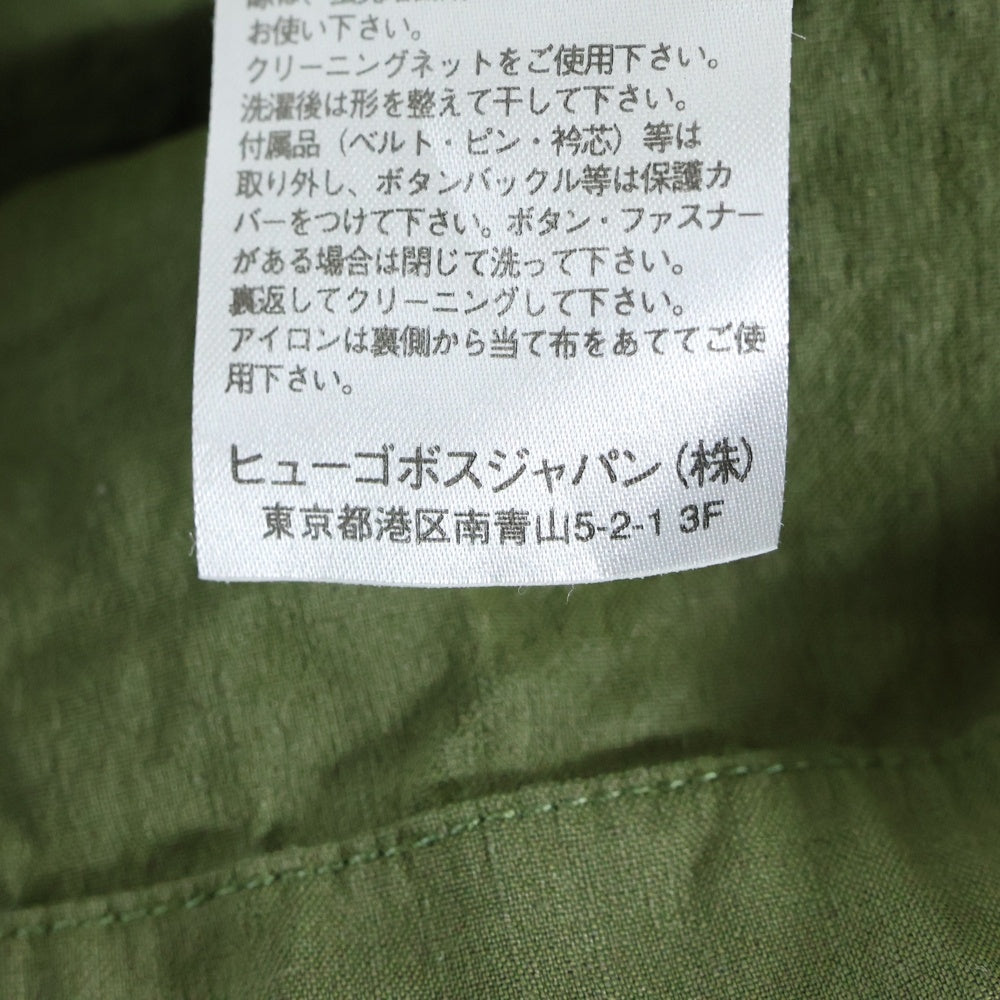 お使い下さい。
クリーニングネットをご使用下さい。
洗濯後は形を整えて干して下さい。
付属品（ベルト・ピン・衿芯）等は
取り外し、ボタンバックル等は保護カ
バーをつけて下さい。ボタン・ファスナー
がある場合は閉じて洗って下さい。
裏返してクリーニングして下さい。
アイロンは裏側から当て布をあててご使
用下さい。
ヒューゴボスジャパン（株）
東京都港区南青山5-2-1 3F